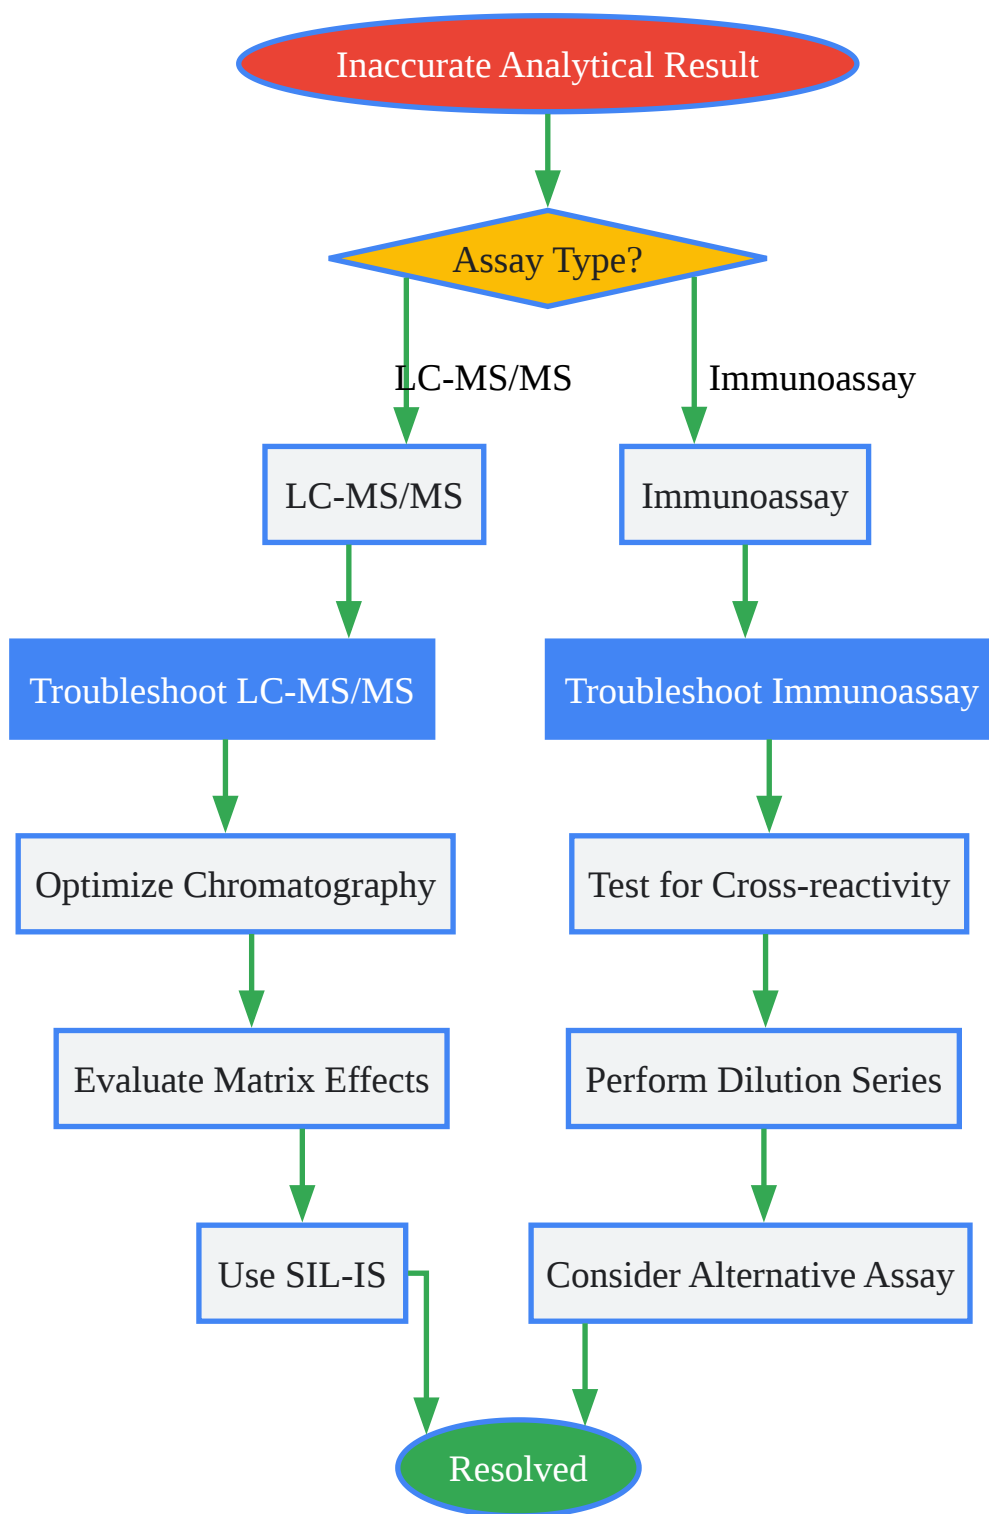 Inaccurate Analytical Result
Assay Type?
LC-MS/MS
Immunoassay
LC-MS/MS
Immunoassay
Troubleshoot LC-MS/MS
Troubleshoot Immunoassay
Optimize Chromatography
Test for Cross-reactivity
Evaluate Matrix Effects
Perform Dilution Series
Use SIL-IS
Consider Alternative Assay
Resolved